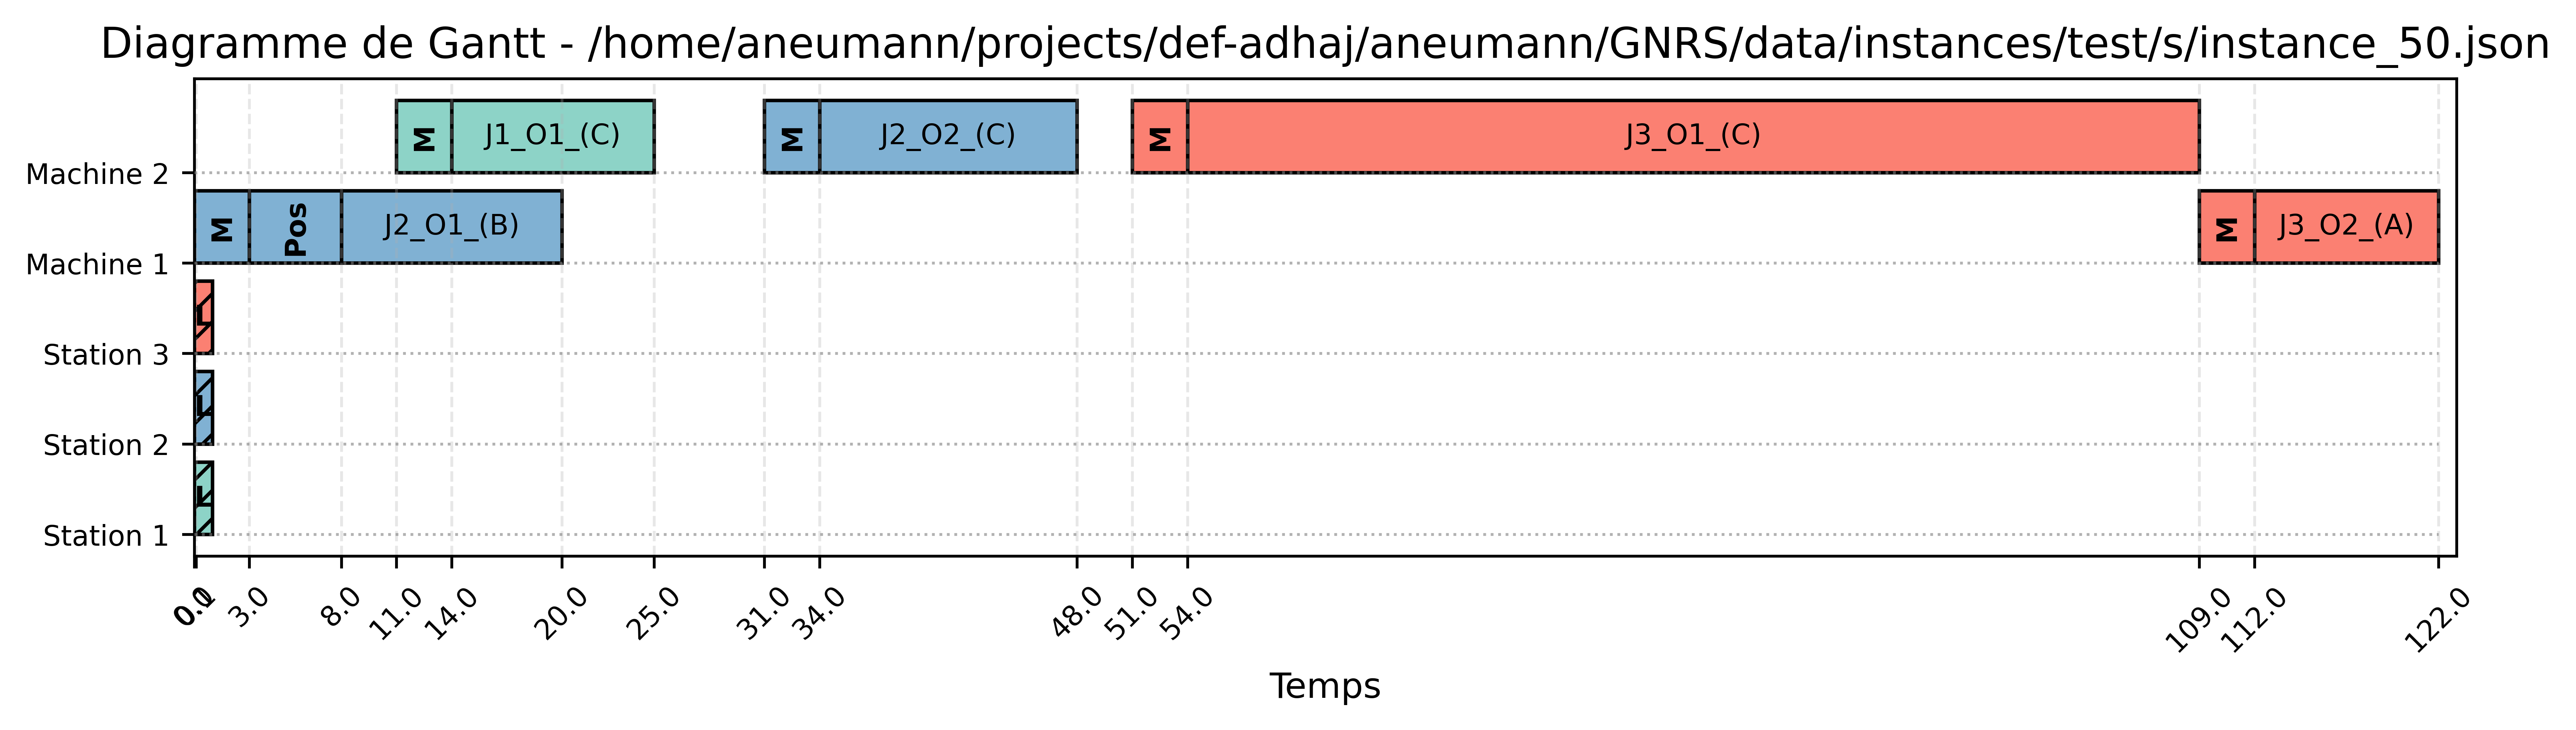 Diagramme de Gantt - /home/aneumann/projects/def-adhaj/aneumann/GNRS/data/instances/test/s/instance_50.json
M J1_O1_(C) M J2_O2_(C) M J3_O1_(C)
Machine 2
M Pos J2_O1_(B) M J3_O2_(A)
Machine 1
L
Station 3
L
Station 2
L
Station 1
3.0 8.0 11.0 14.0 20.0 25.0 31.0 34.0 48.0 51.0 54.0 109.0 112.0 122.0
Temps